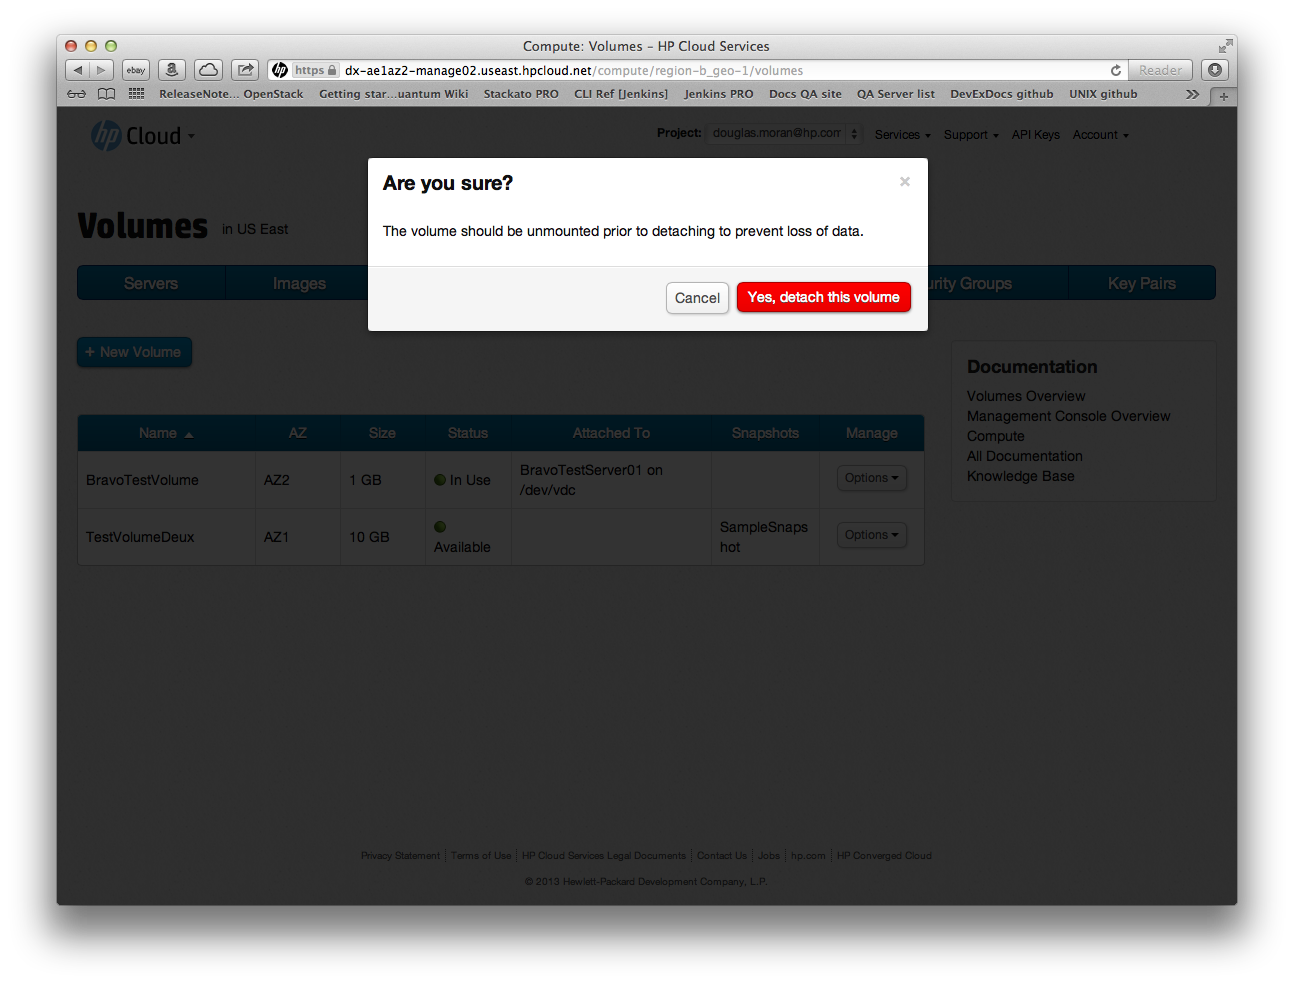 Compute: Volumes – HP Cloud Services
ebay a hp https dx-ae1az2-manage02.useast.hpcloud.net/compute/region-b_geo-1/volumes Reader
ReleaseNote... OpenStack Getting star...uantum Wiki Stackato PRO CLI Ref [Jenkins] Jenkins PRO Docs QA site QA Server list DevExDocs github UNIX github >> +
hp Cloud Project: douglas.moran@hp.com Services Support API Keys Account
Are you sure? ×
The volume should be unmounted prior to detaching to prevent loss of data.
Cancel Yes, detach this volume
Volumes in US East
Servers Images urity Groups Key Pairs
+ New Volume
Name AZ Size Status Attached To Snapshots Manage
BravoTestVolume AZ2 1 GB In Use BravoTestServer01 on
/dev/vdc Options
TestVolumeDeux AZ1 10 GB Available SampleSnaps
hot Options
Documentation
Volumes Overview
Management Console Overview
Compute
All Documentation
Knowledge Base
Privacy Statement Terms of Use HP Cloud Services Legal Documents Contact Us Jobs hp.com HP Converged Cloud
© 2013 Hewlett-Packard Development Company, L.P.